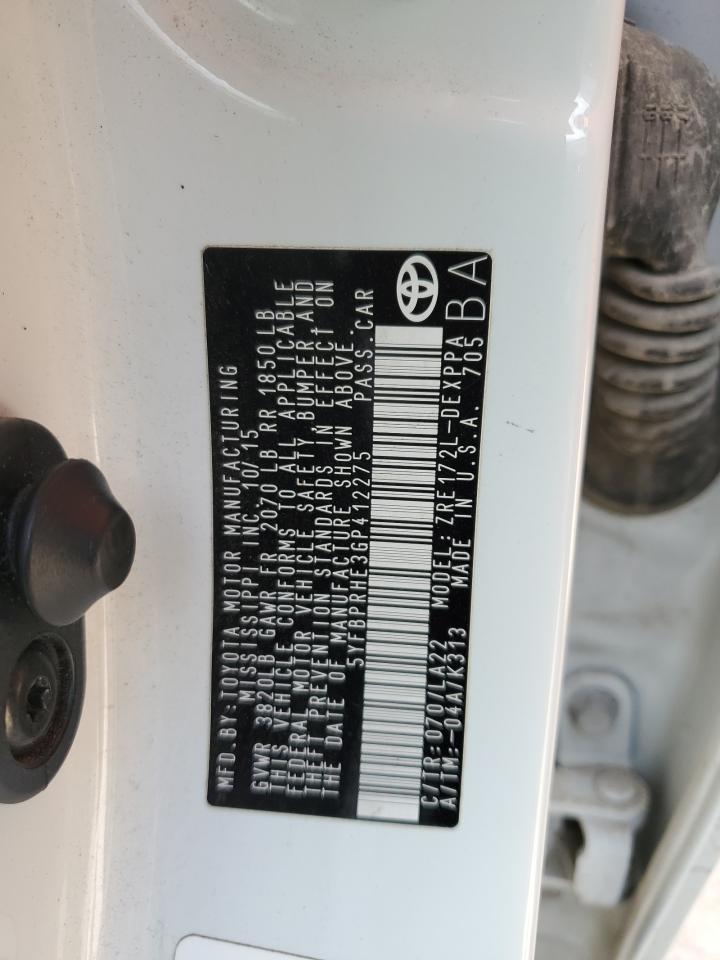 MFD.BY:TOYOTA MOTOR MANUFACTURING
MISSISSIPPI INC. 10/15
GVWR 3820LB GAWR FR 2070 LB RR 1850 LB
THIS VEHICLE CONFORMS TO ALL APPLICABLE
FEDERAL MOTOR VEHICLE SAFETY, BUMPER, AND
THEFT PREVENTION STANDARDS IN EFFECT ON
THE DATE OF MANUFACTURE SHOWN ABOVE.
5YFBPRHE3GP412275 PASS.CAR
C/TR: 070/LA22 MODEL: ZRE172L-DEXPPA
A/TM:-04A/K313 MADE IN U.S.A. 705 BA